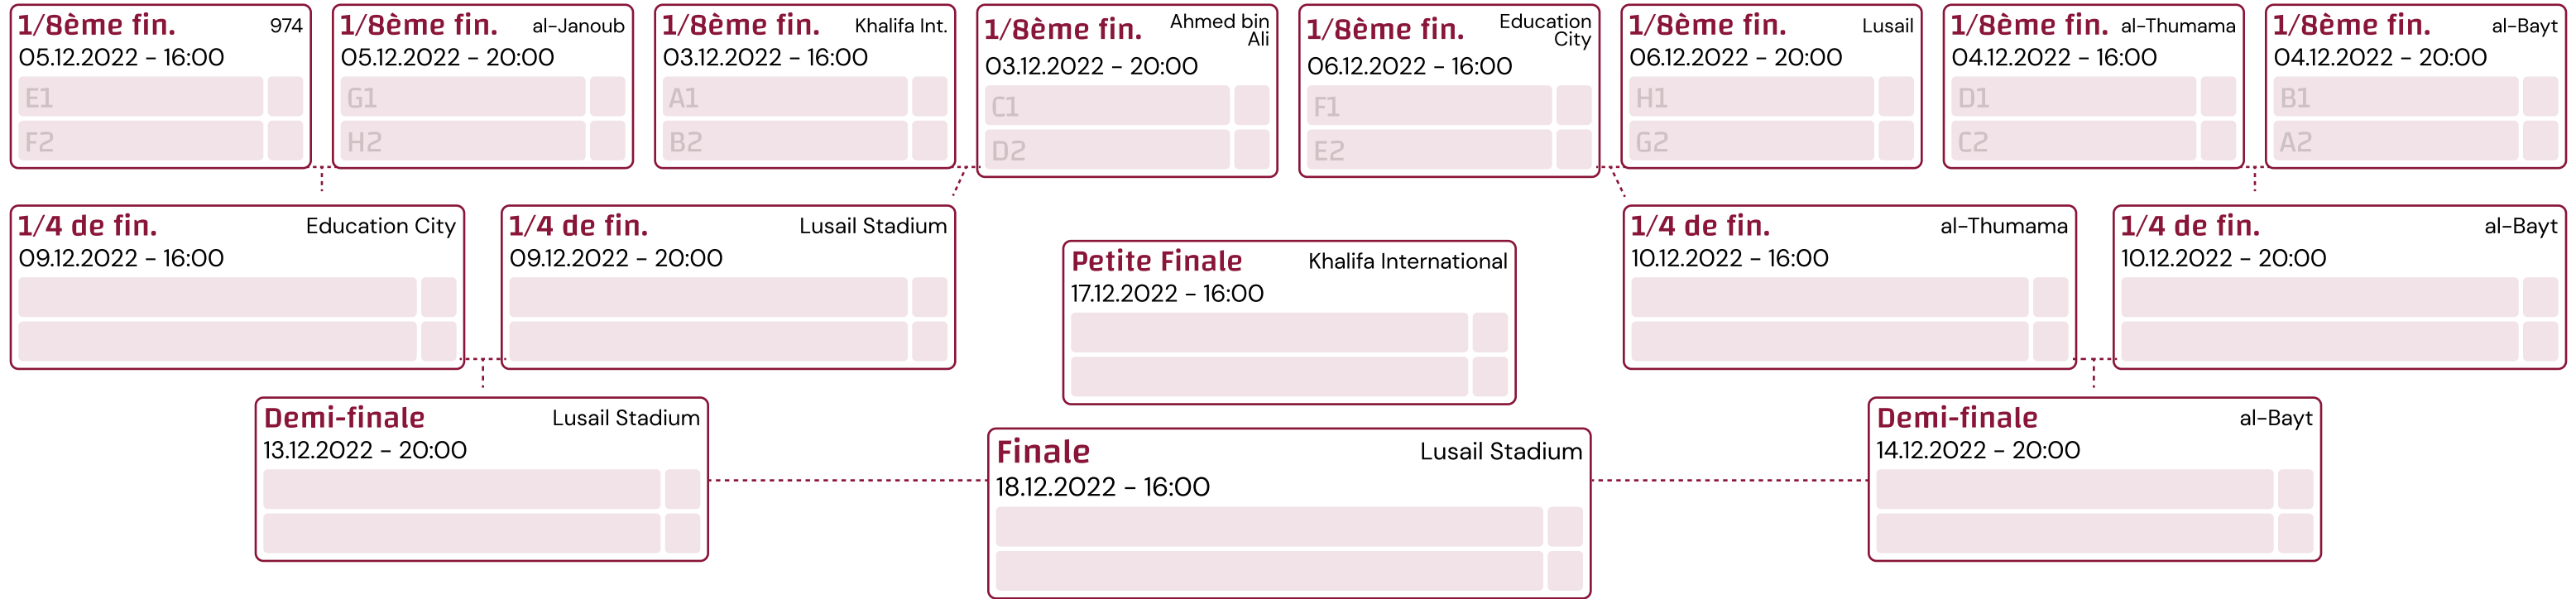 1/8ème fin. 974
05.12.2022 - 16:00
E1
F2
1/8ème fin. al-Janoub
05.12.2022 - 20:00
G1
H2
1/8ème fin. Khalifa Int.
03.12.2022 - 16:00
A1
B2
1/8ème fin. Ahmed bin
Ali
03.12.2022 - 20:00
C1
D2
1/8ème fin. Education
City
06.12.2022 - 16:00
F1
E2
1/8ème fin. Lusail
06.12.2022 - 20:00
H1
G2
1/8ème fin. al-Thumama
04.12.2022 - 16:00
D1
C2
1/8ème fin. al-Bayt
04.12.2022 - 20:00
B1
A2
1/4 de fin. Education City
09.12.2022 - 16:00
1/4 de fin. Lusail Stadium
09.12.2022 - 20:00
Petite Finale Khalifa International
17.12.2022 - 16:00
1/4 de fin. al-Thumama
10.12.2022 - 16:00
1/4 de fin. al-Bayt
10.12.2022 - 20:00
Demi-finale Lusail Stadium
13.12.2022 - 20:00
Finale Lusail Stadium
18.12.2022 - 16:00
Demi-finale al-Bayt
14.12.2022 - 20:00